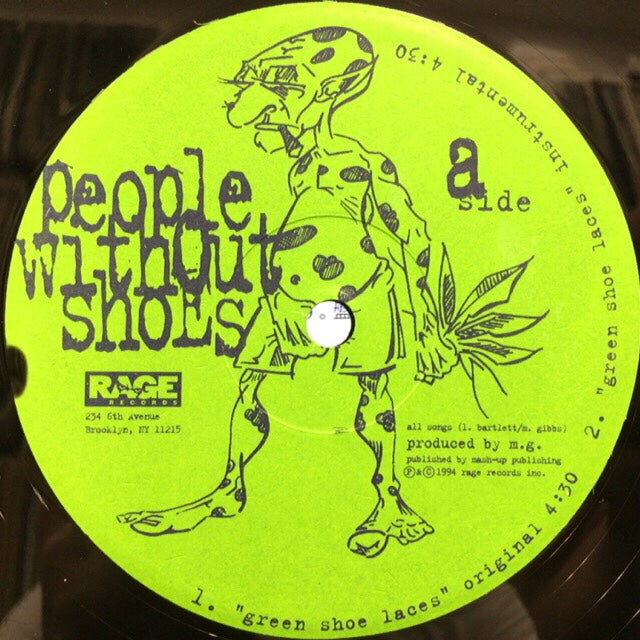 people
without
shoEs
a
side
RAGE
RECORDS
234 6th Avenue
Brooklyn, NY 11215
all songs (l. bartlett/m. gibbs)
produced by m.g.
published by mash-up publishing
Ⓟ&©1994 rage records inc.
1. "green shoe laces" original 4:30
2. "green shoe laces" instrumental 4:30